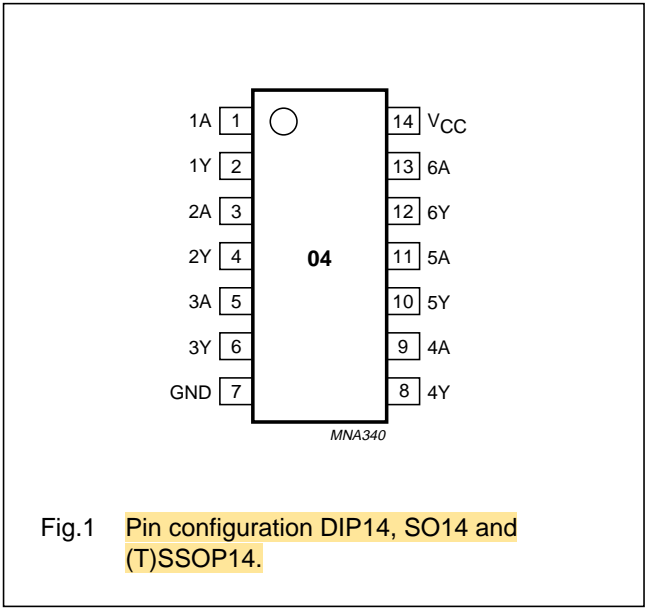 1A 1 14 VCC
1Y 2 13 6A
2A 3 12 6Y
2Y 4 04 11 5A
3A 5 10 5Y
3Y 6 9 4A
GND 7 8 4Y
MNA340
Fig.1 Pin configuration DIP14, SO14 and
(T)SSOP14.